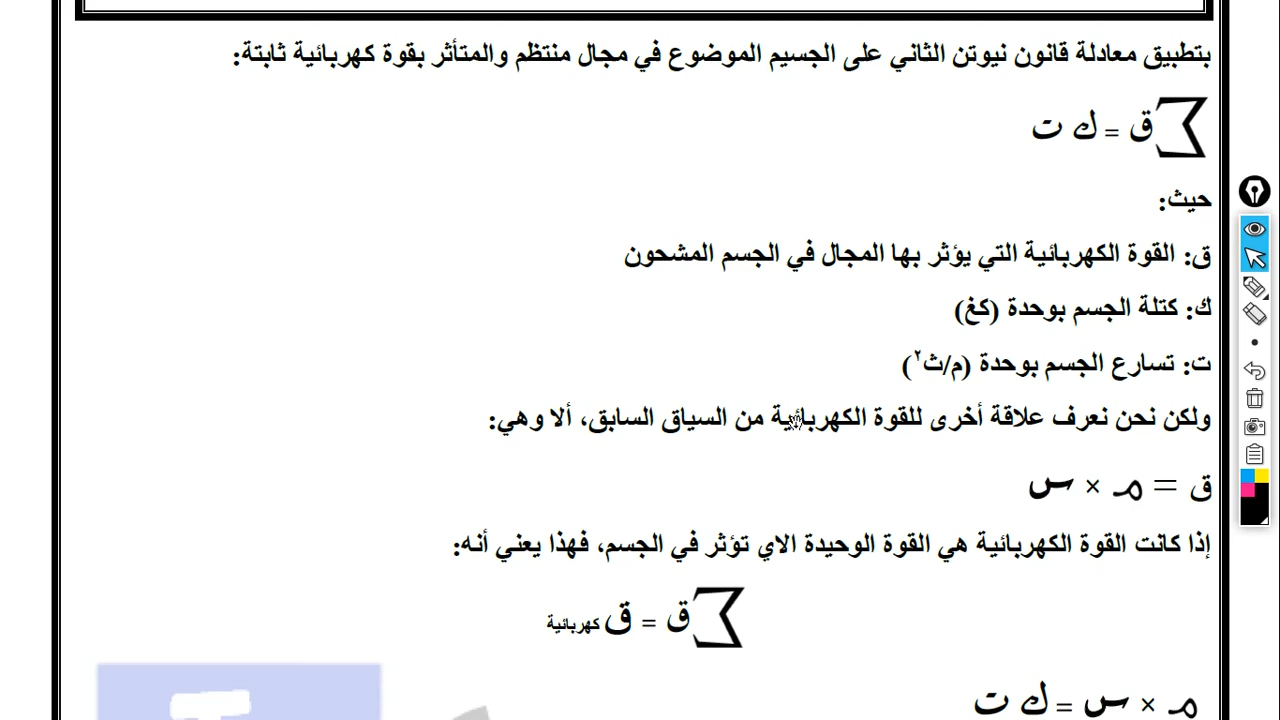 بتطبيق معادلة قانون نيوتن الثاني على الجسيم الموضوع في مجال منتظم والمتأثر بقوة كهربائية ثابتة:
∑ق = ك ت
حيث:
ق: القوة الكهربائية التي يؤثر بها المجال في الجسم المشحون
ك: كتلة الجسم بوحدة (كغ)
ت: تسارع الجسم بوحدة (م/ث٢)
ولكن نحن نعرف علاقة أخرى للقوة الكهربائية من السياق السابق، ألا وهي:
ق = مـ × س
إذا كانت القوة الكهربائية هي القوة الوحيدة الاي تؤثر في الجسم، فهذا يعني أنه:
∑ق = ق كهربائية
مـ × س = ك ت